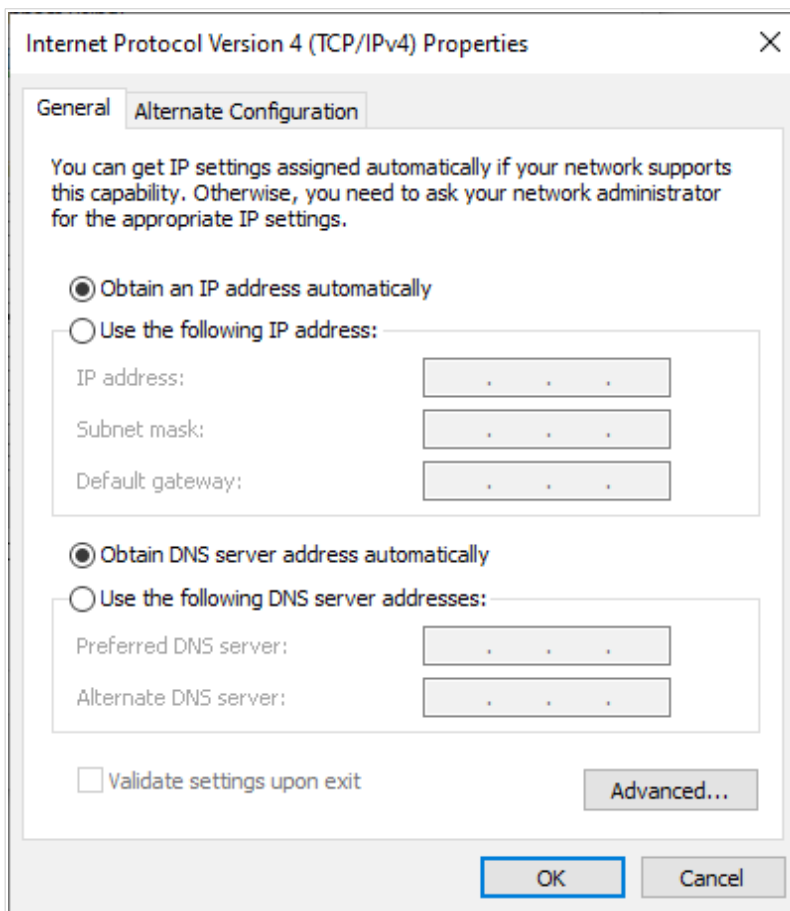 Internet Protocol Version 4 (TCP/IPv4) Properties
General
Alternate Configuration
You can get IP settings assigned automatically if your network supports
this capability. Otherwise, you need to ask your network administrator
for the appropriate IP settings.
Obtain an IP address automatically
Use the following IP address:
IP address:
Subnet mask:
Default gateway:
Obtain DNS server address automatically
Use the following DNS server addresses:
Preferred DNS server:
Alternate DNS server:
Validate settings upon exit
Advanced...
OK
Cancel